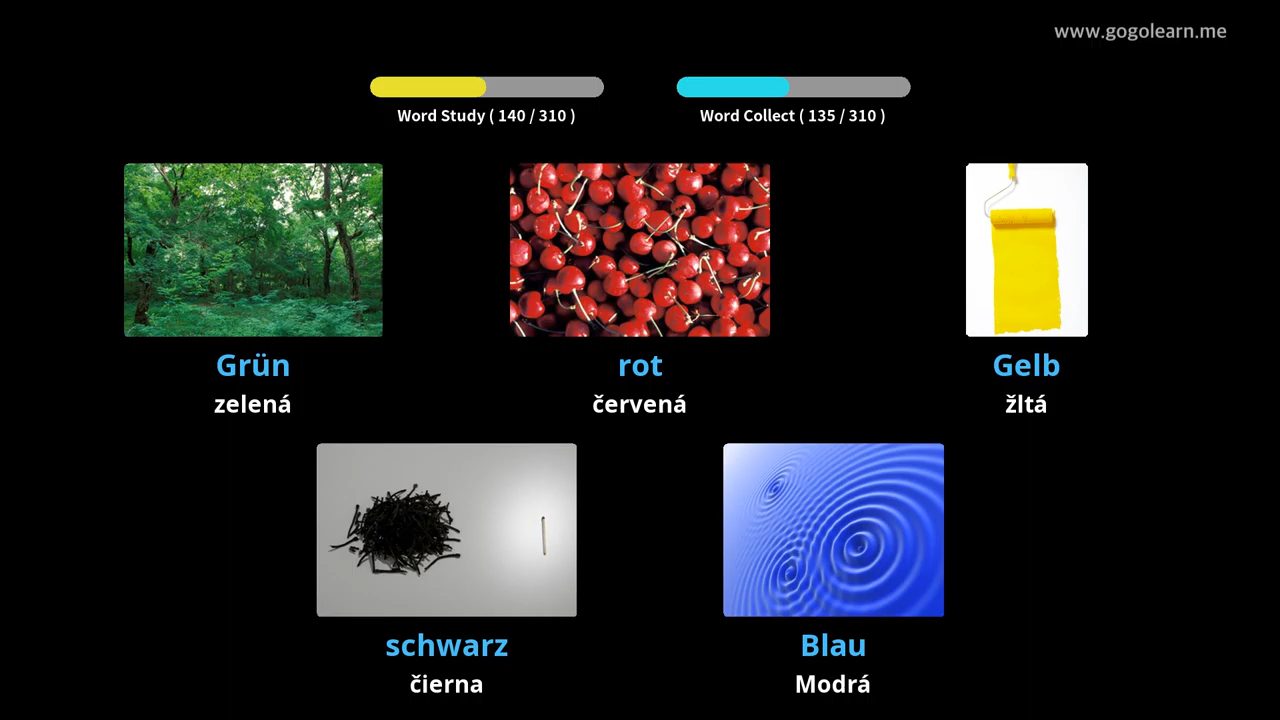 www.gogolearn.me
Word Study ( 140 / 310 )
Word Collect ( 135 / 310 )
Grün
rot
Gelb
zelená
červená
žltá
schwarz
Blau
čierna
Modrá